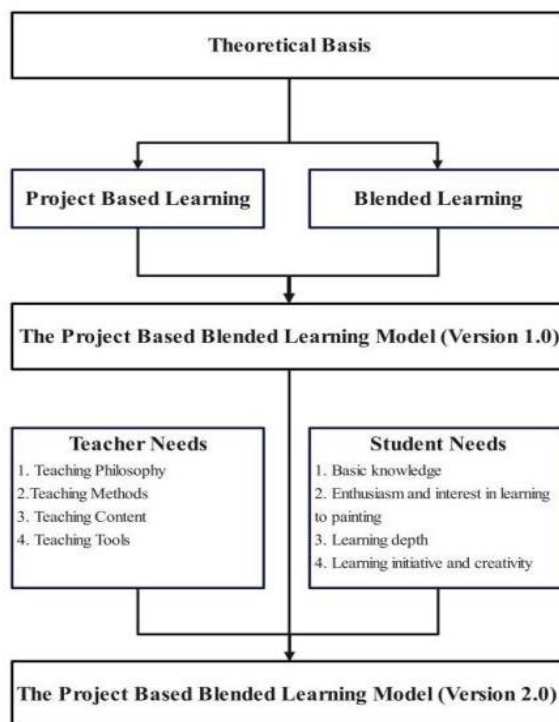 Theoretical Basis
Project Based Learning
Blended Learning
The Project Based Blended Learning Model (Version 1.0)
Teacher Needs
1. Teaching Philosophy
2.Teaching Methods
3. Teaching Content
4. Teaching Tools
Student Needs
1. Basic knowledge
2. Enthusiasm and interest in learning
to painting
3. Learning depth
4. Learning initiative and creativity
The Project Based Blended Learning Model (Version 2.0)